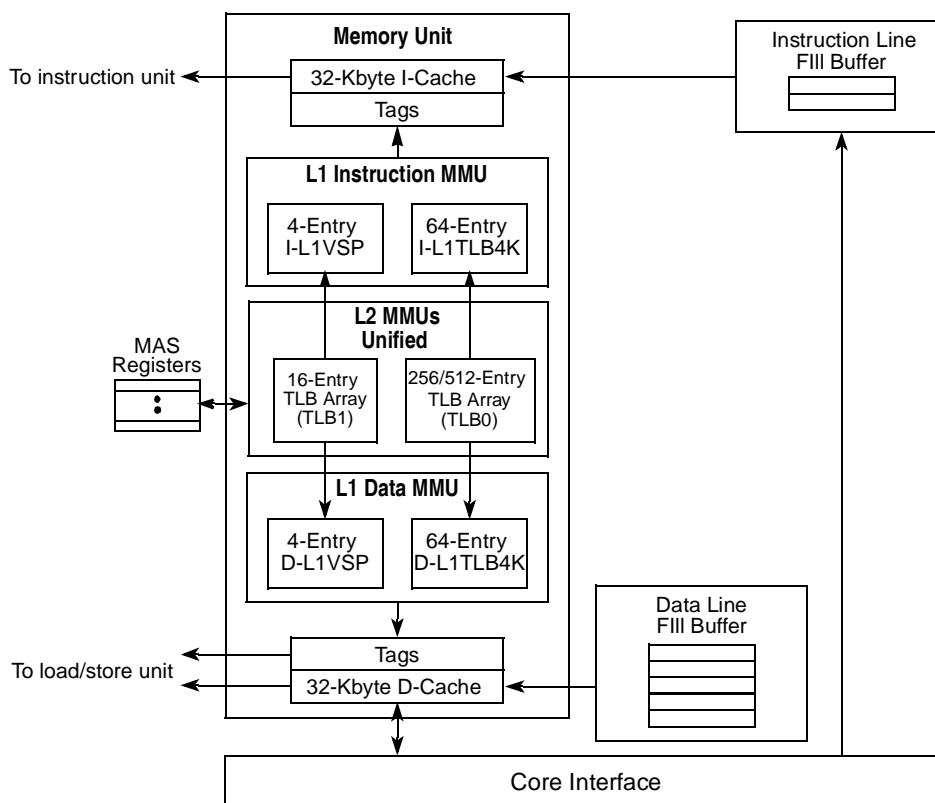 Memory Unit
Instruction Line
FIll Buffer
To instruction unit
32-Kbyte I-Cache
Tags
L1 Instruction MMU
4-Entry
I-L1VSP
64-Entry
I-L1TLB4K
L2 MMUs
Unified
MAS
Registers
16-Entry
TLB Array
(TLB1)
256/512-Entry
TLB Array
(TLB0)
L1 Data MMU
4-Entry
D-L1VSP
64-Entry
D-L1TLB4K
Data Line
FIll Buffer
To load/store unit
Tags
32-Kbyte D-Cache
Core Interface